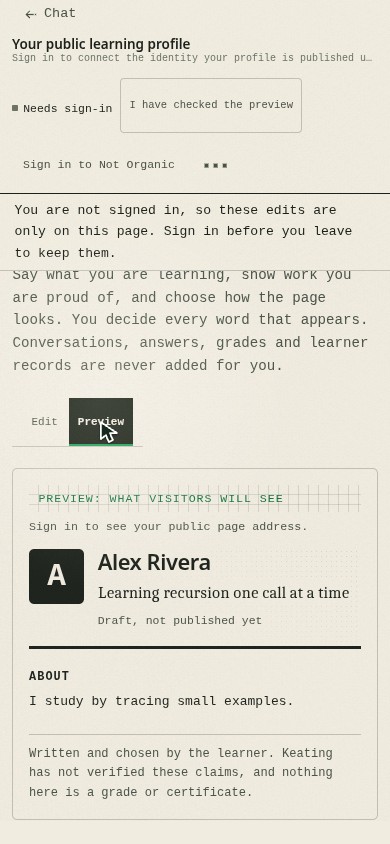 ← Chat
Your public learning profile
Sign in to connect the identity your profile is published u…
Needs sign-in
I have checked the preview
Sign in to Not Organic
You are not signed in, so these edits are
only on this page. Sign in before you leave
to keep them.
Say what you are learning, show work you
are proud of, and choose how the page
looks. You decide every word that appears.
Conversations, answers, grades and learner
records are never added for you.
Edit
Preview
PREVIEW: WHAT VISITORS WILL SEE
Sign in to see your public page address.
A
Alex Rivera
Learning recursion one call at a time
Draft, not published yet
ABOUT
I study by tracing small examples.
Written and chosen by the learner. Keating
has not verified these claims, and nothing
here is a grade or certificate.